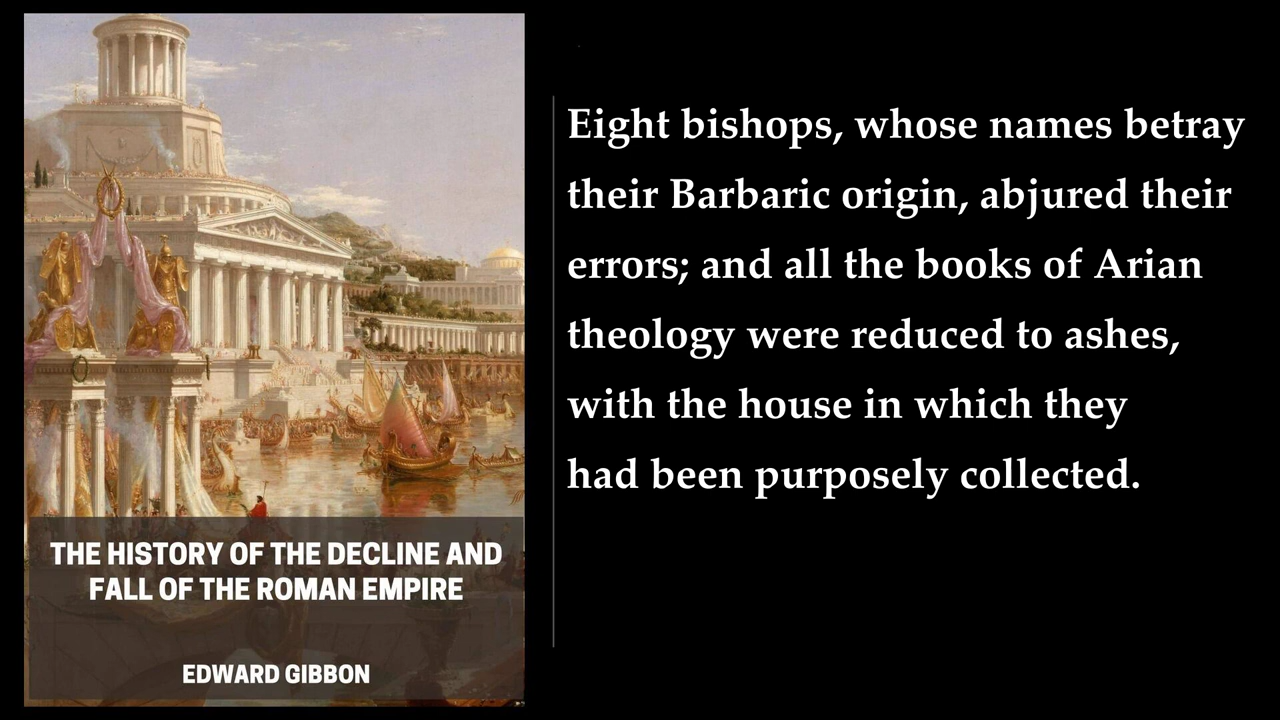 THE HISTORY OF THE DECLINE AND
FALL OF THE ROMAN EMPIRE
EDWARD GIBBON
Eight bishops, whose names betray
their Barbaric origin, abjured their
errors; and all the books of Arian
theology were reduced to ashes,
with the house in which they
had been purposely collected.